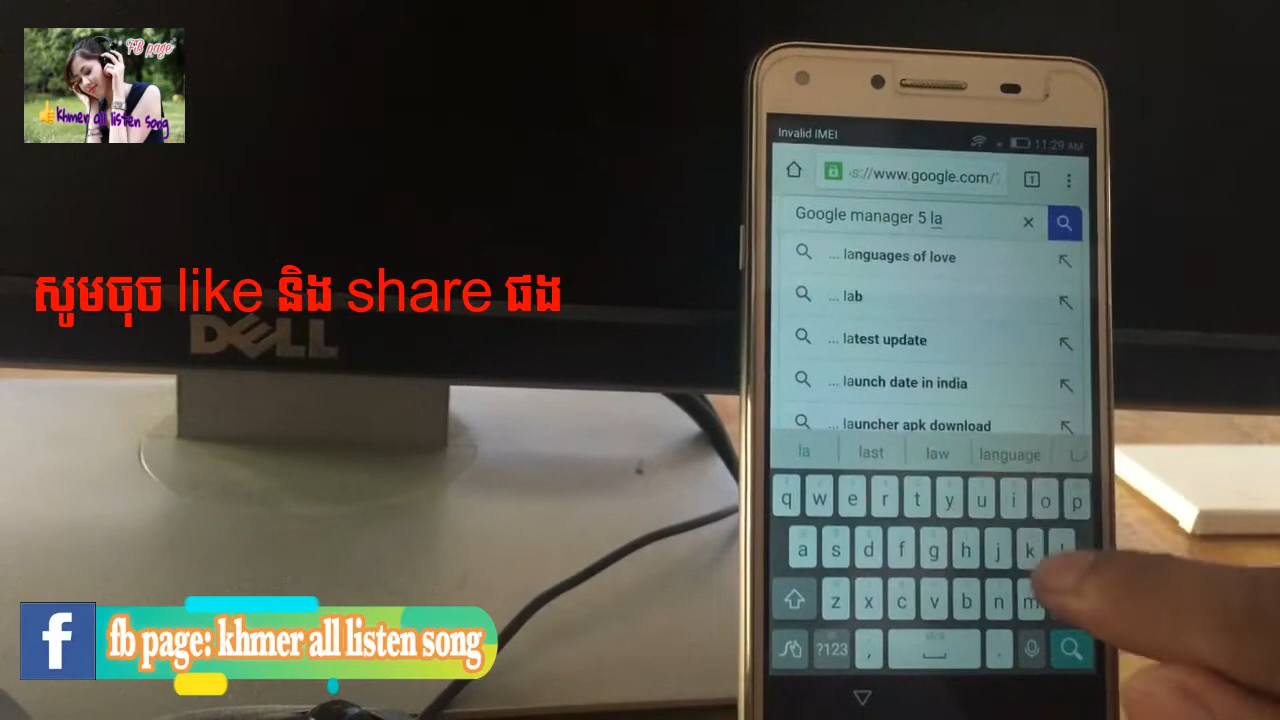 FB page
khmer all listen song
សូមចុច like និង share ផង
DELL
f
fb page: khmer all listen song
Invalid IMEI
11:29 AM
s://www.google.com/
1
Google manager 5 la
... languages of love
... lab
... latest update
... launch date in india
... launcher apk download
la last law language
q w e r t y u i o p
a s d f g h j k
z x c v b n m
?123 , .